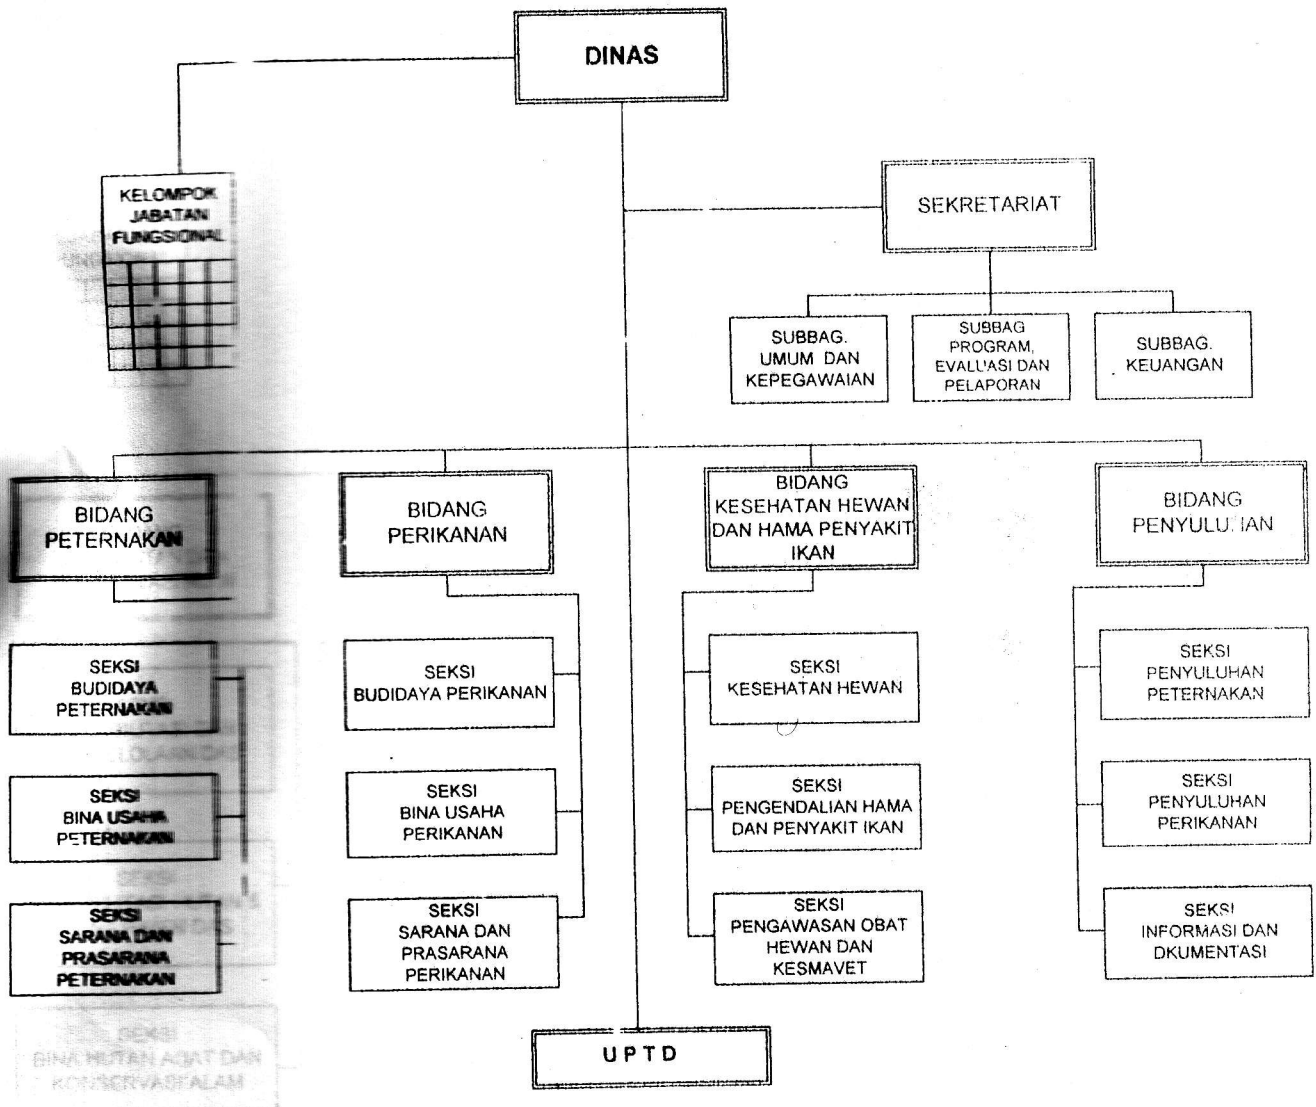 DINAS
KELOMPOK
JABATAN
FUNGSIONAL
SEKRETARIAT
SUBBAG.
UMUM DAN
KEPEGAWAIAN
SUBBAG
PROGRAM,
EVALUASI DAN
PELAPORAN
SUBBAG.
KEUANGAN
BIDANG
PETERNAKAN
BIDANG
PERIKANAN
BIDANG
KESEHATAN HEWAN
DAN HAMA PENYAKIT
IKAN
BIDANG
PENYULUHAN
SEKSI
BUDIDAYA
PETERNAKAN
SEKSI
BUDIDAYA PERIKANAN
SEKSI
KESEHATAN HEWAN
SEKSI
PENYULUHAN
PETERNAKAN
SEKSI
BINA USAHA
PETERNAKAN
SEKSI
BINA USAHA
PERIKANAN
SEKSI
PENGENDALIAN HAMA
DAN PENYAKIT IKAN
SEKSI
PENYULUHAN
PERIKANAN
SEKSI
SARANA DAN
PRASARANA
PETERNAKAN
SEKSI
SARANA DAN
PRASARANA
PERIKANAN
SEKSI
PENGAWASAN OBAT
HEWAN DAN
KESMAVET
SEKSI
INFORMASI DAN
DKUMENTASI
SEKSI
BINA HUTAN ADAT DAN
KONSERVASI ALAM
U P T D